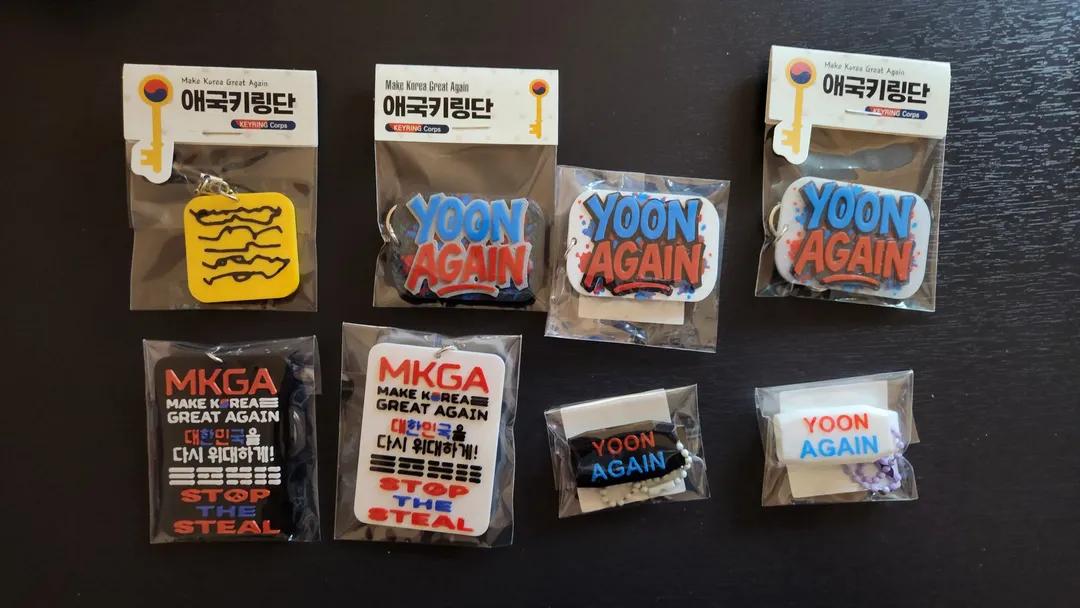 Make Korea Great Again
애국키링단
KEYRING Corps
Make Korea Great Again
애국키링단
KEYRING Corps
YOON
AGAIN
YOON
AGAIN
Make Korea Great Again
애국키링단
KEYRING Corps
YOON
AGAIN
MKGA
MAKE KOREA
GREAT AGAIN
대한민국을
다시 위대하게!
STOP
THE
STEAL
MKGA
MAKE KOREA
GREAT AGAIN
대한민국을
다시 위대하게!
STOP
THE
STEAL
YOON
AGAIN
YOON
AGAIN